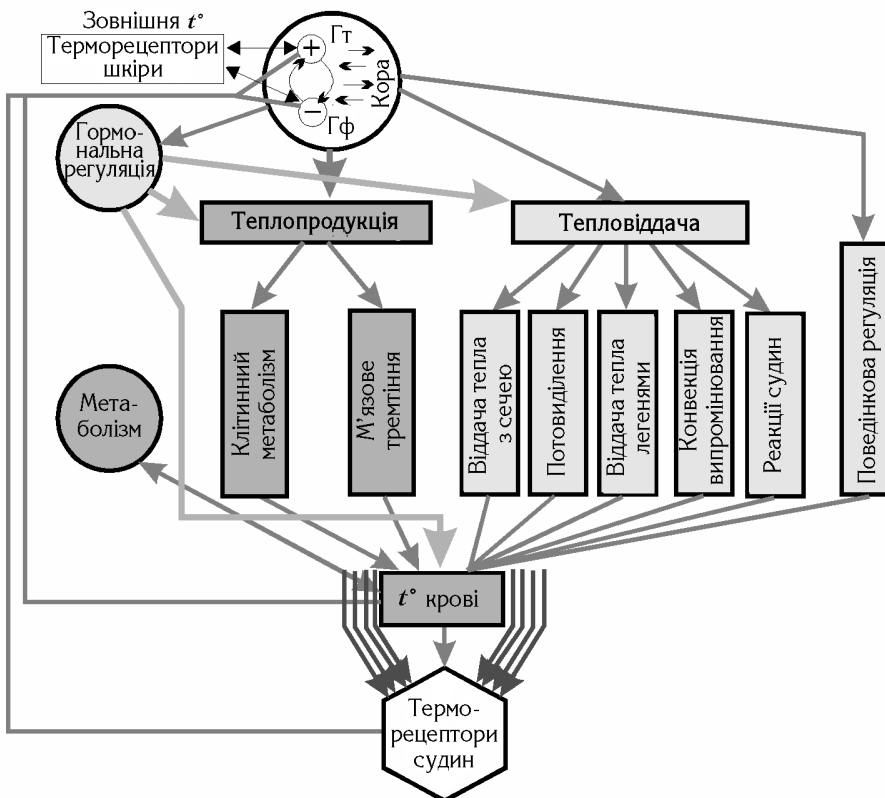 Зовнішня t°
Терморецептори
шкіри
+
Гт
−
Гф
Кора
Гормо-
нальна
регуляція
Теплопродукція
Тепловіддача
Клітинний
метаболізм
М'язове
тремтіння
Віддача тепла
з сечею
Потовиділення
Віддача тепла
легенями
Конвекція
випромінювання
Реакції судин
Поведінкова регуляція
Мета-
болізм
t° крові
Термо-
рецептори
судин